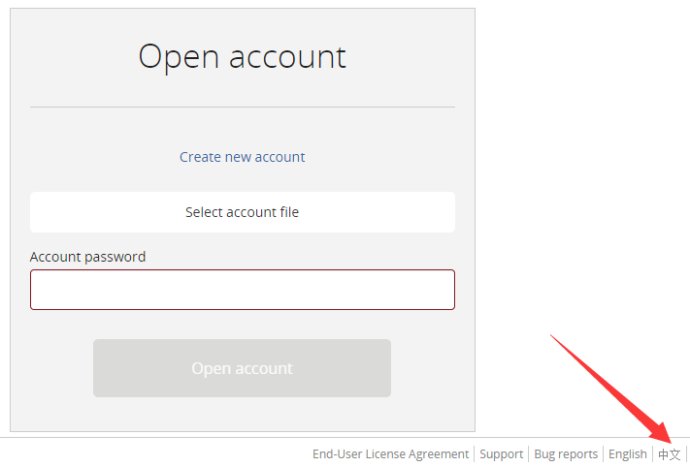 Open account
Create new account
Select account file
Account password
Open account
End-User License Agreement | Support | Bug reports | English | 中文 |